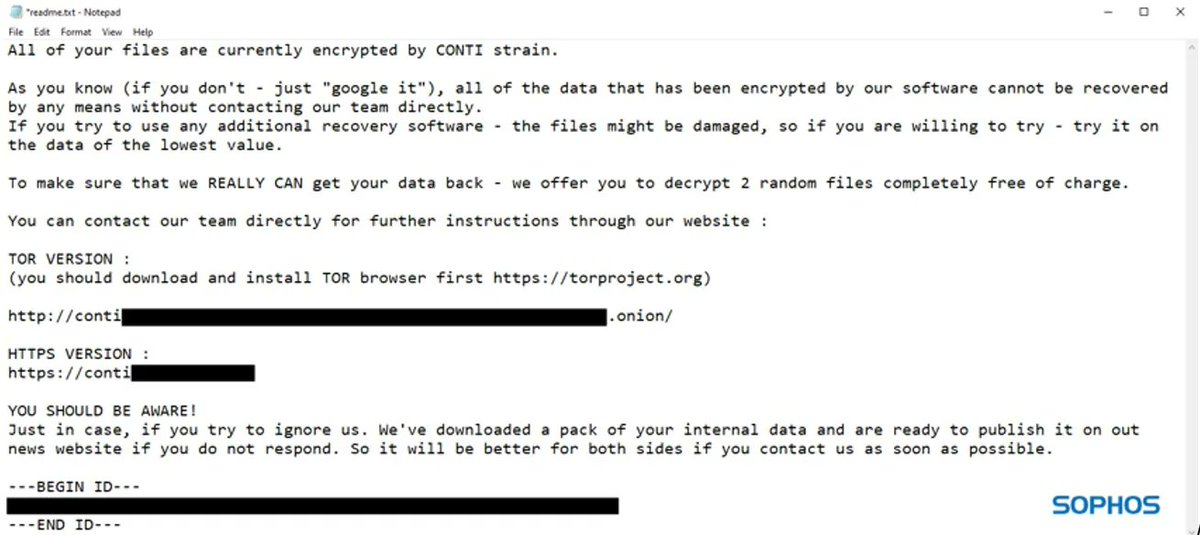 *readme.txt - Notepad
File Edit Format View Help
All of your files are currently encrypted by CONTI strain.
As you know (if you don't - just "google it"), all of the data that has been encrypted by our software cannot be recovered
by any means without contacting our team directly.
If you try to use any additional recovery software - the files might be damaged, so if you are willing to try - try it on
the data of the lowest value.
To make sure that we REALLY CAN get your data back - we offer you to decrypt 2 random files completely free of charge.
You can contact our team directly for further instructions through our website :
TOR VERSION :
(you should download and install TOR browser first https://torproject.org)
http://conti .onion/
HTTPS VERSION :
https://conti
YOU SHOULD BE AWARE!
Just in case, if you try to ignore us. We've downloaded a pack of your internal data and are ready to publish it on out
news website if you do not respond. So it will be better for both sides if you contact us as soon as possible.
---BEGIN ID---
SOPHOS
---END ID---